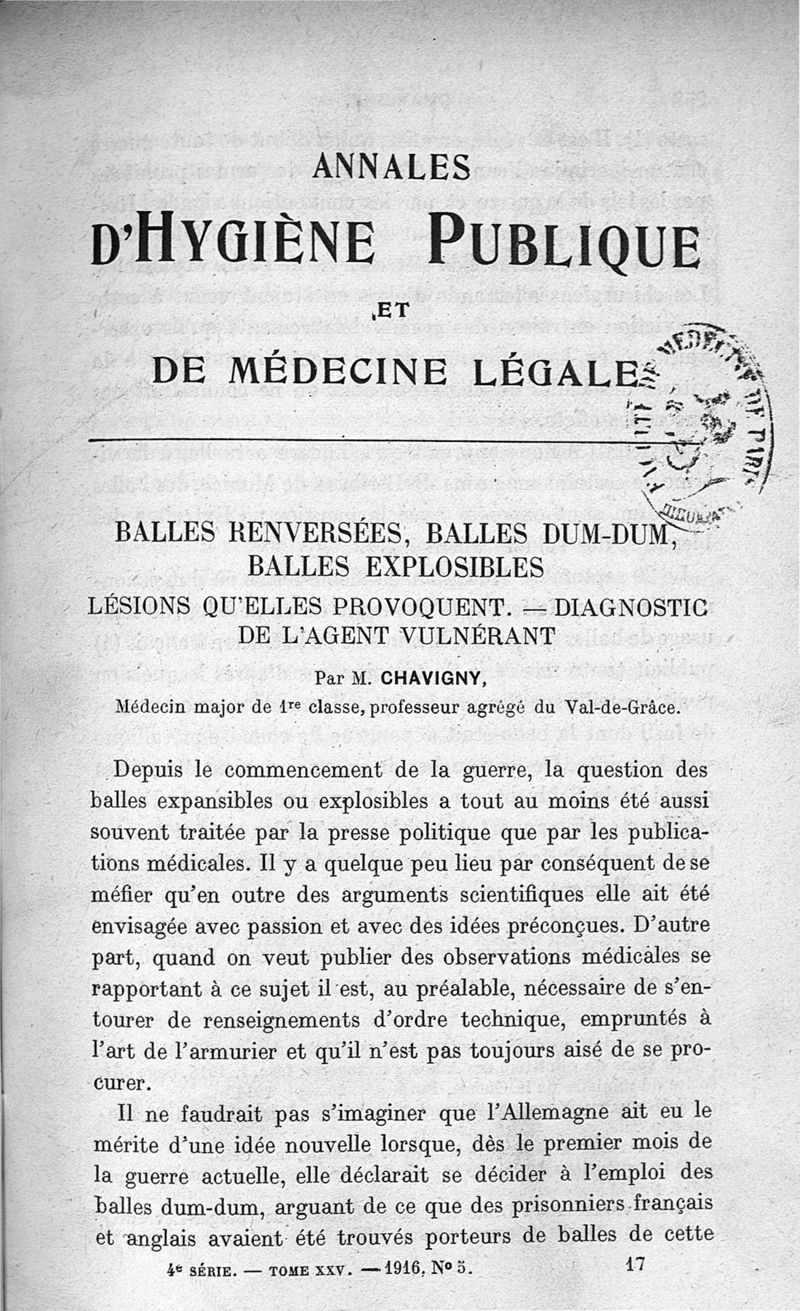 ANNALES
D'HYGIÈNE PUBLIQUE
ET
DE MÉDECINE LÉGALE
FACULTÉ DE MÉDECINE DE PARIS
BALLES RENVERSÉES, BALLES DUM-DUM,
BALLES EXPLOSIBLES
LÉSIONS QU'ELLES PROVOQUENT. — DIAGNOSTIC
DE L'AGENT VULNÉRANT
Par M. CHAVIGNY,
Médecin major de 1re classe, professeur agrégé du Val-de-Grâce.
Depuis le commencement de la guerre, la question des
balles expansibles ou explosibles a tout au moins été aussi
souvent traitée par la presse politique que par les publica-
tions médicales. Il y a quelque peu lieu par conséquent de se
méfier qu'en outre des arguments scientifiques elle ait été
envisagée avec passion et avec des idées préconçues. D'autre
part, quand on veut publier des observations médicales se
rapportant à ce sujet il est, au préalable, nécessaire de s'en-
tourer de renseignements d'ordre technique, empruntés à
l'art de l'armurier et qu'il n'est pas toujours aisé de se pro-
curer.
Il ne faudrait pas s'imaginer que l'Allemagne ait eu le
mérite d'une idée nouvelle lorsque, dès le premier mois de
la guerre actuelle, elle déclarait se décider à l'emploi des
balles dum-dum, arguant de ce que des prisonniers français
et anglais avaient été trouvés porteurs de balles de cette
4e SÉRIE. — TOME XXV. — 1916. No 5. 17